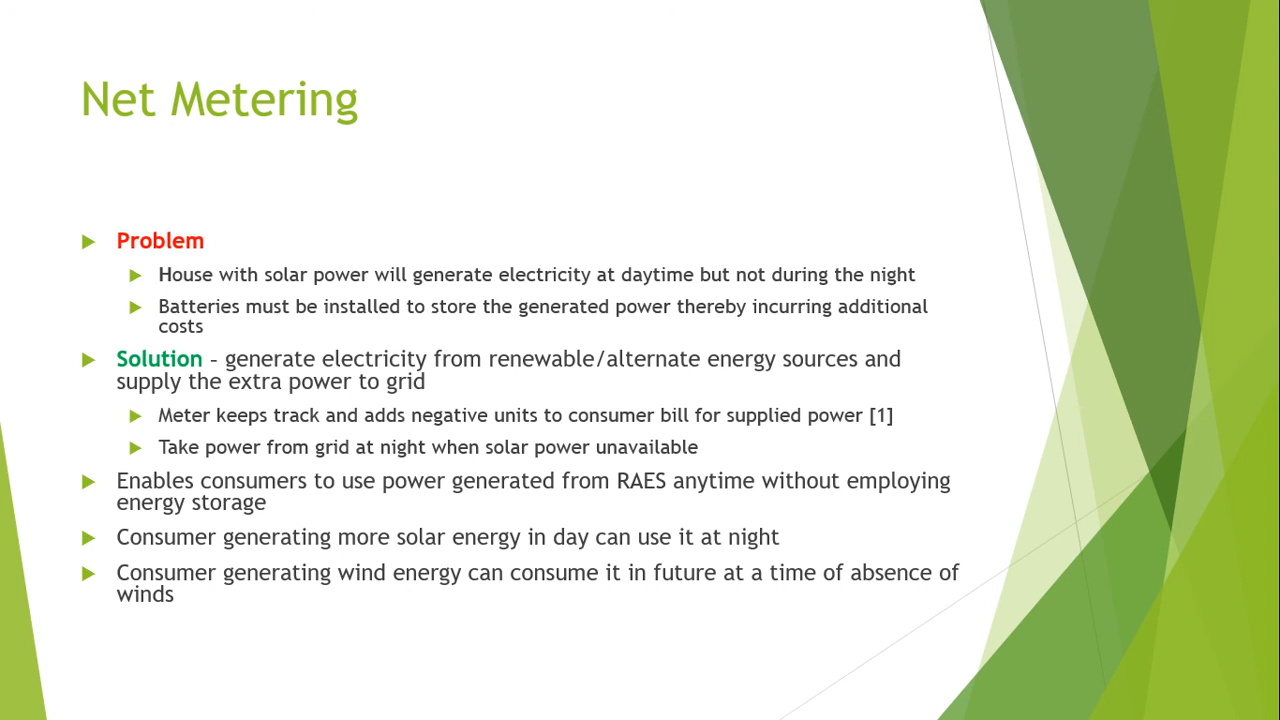 Net Metering
Problem
House with solar power will generate electricity at daytime but not during the night
Batteries must be installed to store the generated power thereby incurring additional
costs
Solution – generate electricity from renewable/alternate energy sources and
supply the extra power to grid
Meter keeps track and adds negative units to consumer bill for supplied power [1]
Take power from grid at night when solar power unavailable
Enables consumers to use power generated from RAES anytime without employing
energy storage
Consumer generating more solar energy in day can use it at night
Consumer generating wind energy can consume it in future at a time of absence of
winds